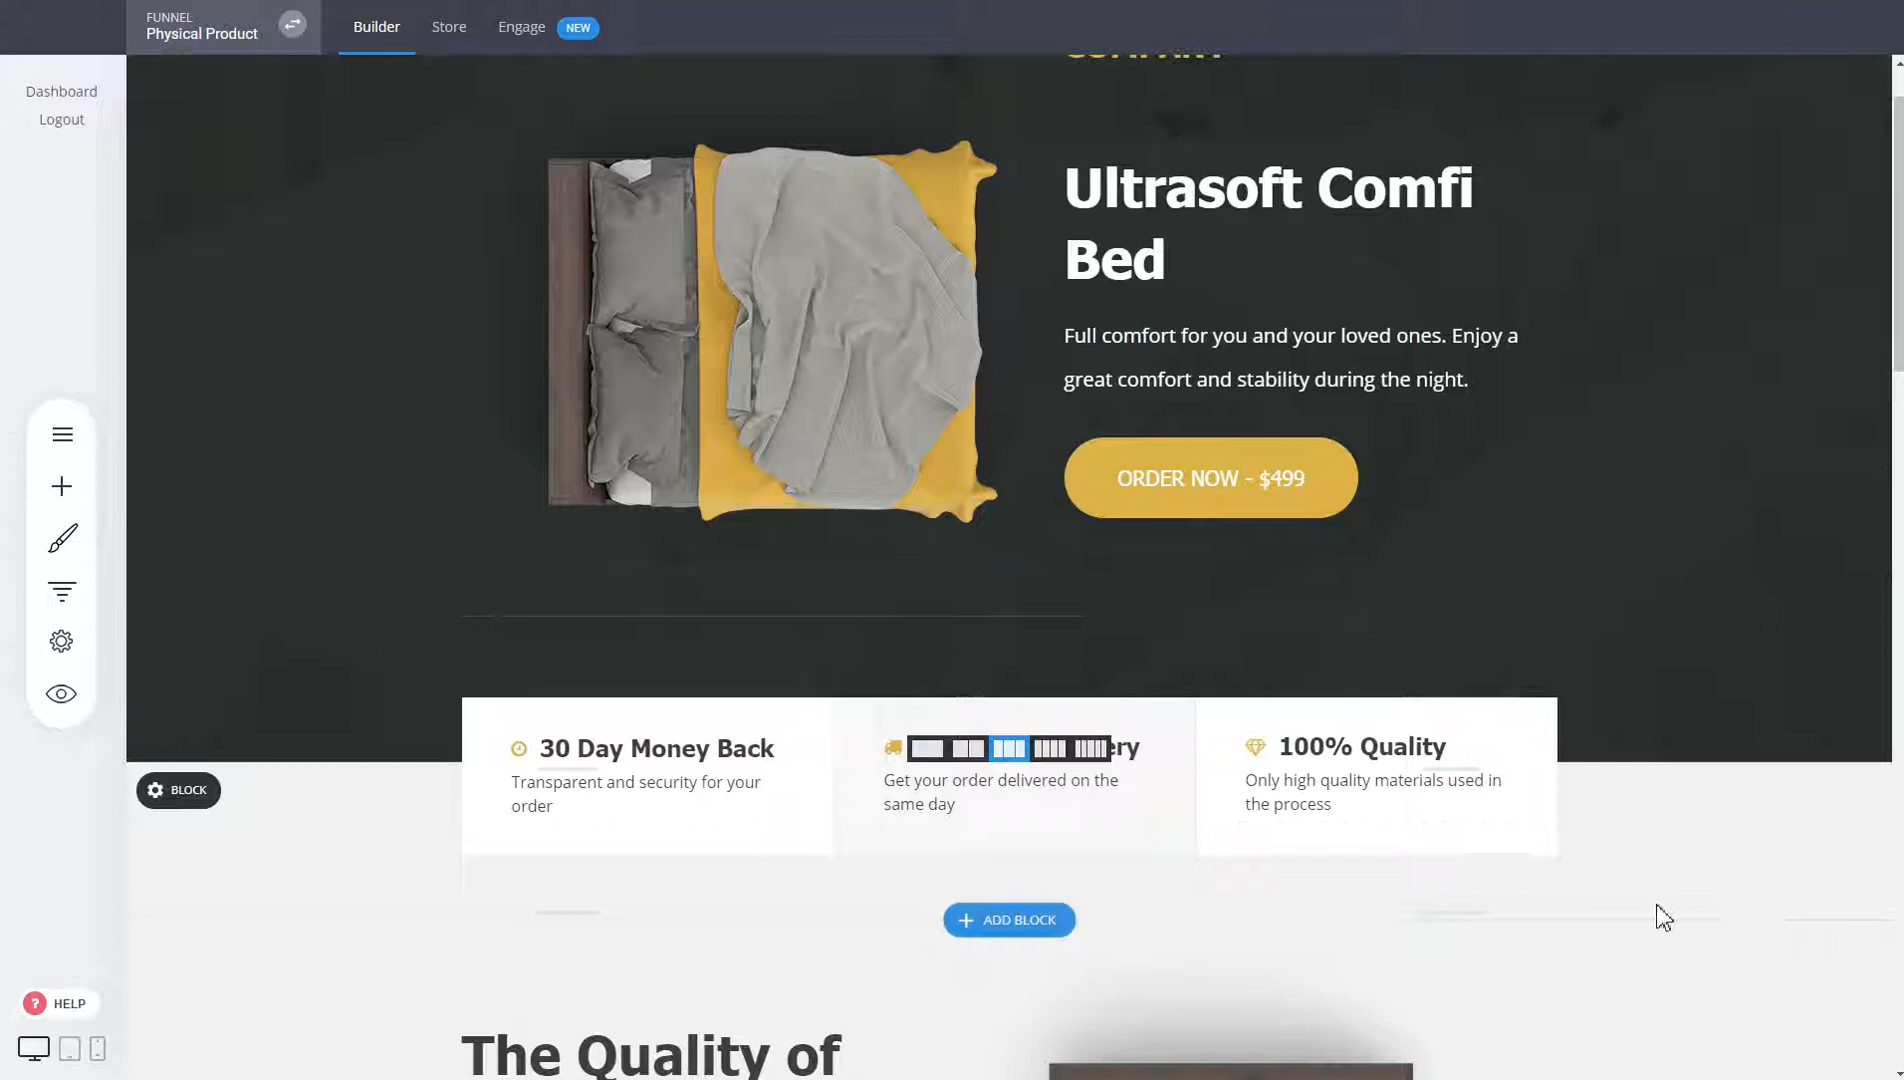 FUNNEL
Physical Product
Builder
Store
Engage
NEW
Dashboard
Logout
Ultrasoft Comfi
Bed
Full comfort for you and your loved ones. Enjoy a
great comfort and stability during the night.
ORDER NOW - $499
30 Day Money Back
Transparent and security for your
order
ery
Get your order delivered on the
same day
100% Quality
Only high quality materials used in
the process
BLOCK
ADD BLOCK
? HELP
The Quality of